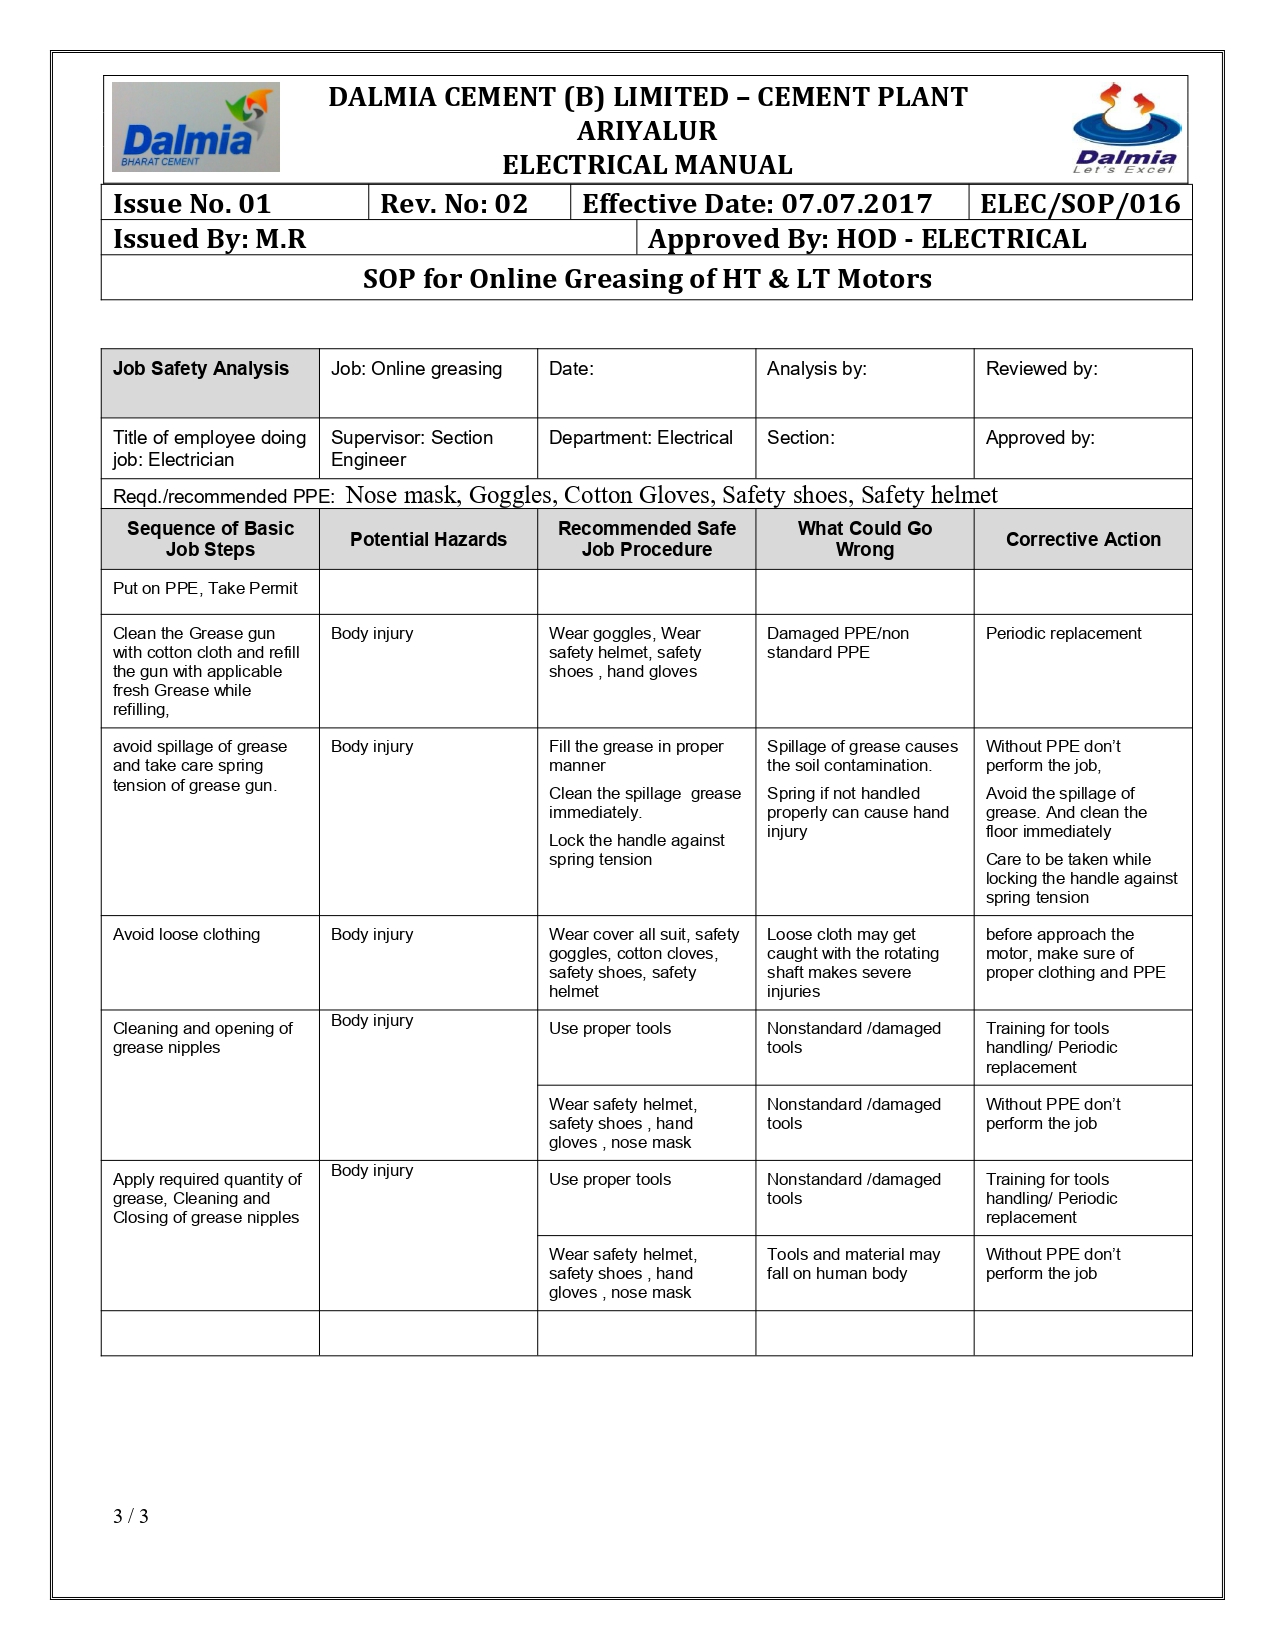 Dalmia
BHARAT CEMENT
DALMIA CEMENT (B) LIMITED – CEMENT PLANT
ARIYALUR
ELECTRICAL MANUAL
Dalmia
Let's Excel
Issue No. 01 Rev. No: 02 Effective Date: 07.07.2017 ELEC/SOP/016
Issued By: M.R Approved By: HOD - ELECTRICAL
SOP for Online Greasing of HT & LT Motors
Job Safety Analysis
Job: Online greasing
Date:
Analysis by:
Reviewed by:
Title of employee doing
job: Electrician
Supervisor: Section
Engineer
Department: Electrical
Section:
Approved by:
Reqd./recommended PPE: Nose mask, Goggles, Cotton Gloves, Safety shoes, Safety helmet
Sequence of Basic
Job Steps
Potential Hazards
Recommended Safe
Job Procedure
What Could Go
Wrong
Corrective Action
Put on PPE, Take Permit
Clean the Grease gun
with cotton cloth and refill
the gun with applicable
fresh Grease while
refilling,
Body injury
Wear goggles, Wear
safety helmet, safety
shoes , hand gloves
Damaged PPE/non
standard PPE
Periodic replacement
avoid spillage of grease
and take care spring
tension of grease gun.
Body injury
Fill the grease in proper
manner
Clean the spillage  grease
immediately.
Lock the handle against
spring tension
Spillage of grease causes
the soil contamination.
Spring if not handled
properly can cause hand
injury
Without PPE don’t
perform the job,
Avoid the spillage of
grease. And clean the
floor immediately
Care to be taken while
locking the handle against
spring tension
Avoid loose clothing
Body injury
Wear cover all suit, safety
goggles, cotton cloves,
safety shoes, safety
helmet
Loose cloth may get
caught with the rotating
shaft makes severe
injuries
before approach the
motor, make sure of
proper clothing and PPE
Cleaning and opening of
grease nipples
Body injury
Use proper tools
Nonstandard /damaged
tools
Training for tools
handling/ Periodic
replacement
Wear safety helmet,
safety shoes , hand
gloves , nose mask
Nonstandard /damaged
tools
Without PPE don’t
perform the job
Apply required quantity of
grease, Cleaning and
Closing of grease nipples
Body injury
Use proper tools
Nonstandard /damaged
tools
Training for tools
handling/ Periodic
replacement
Wear safety helmet,
safety shoes , hand
gloves , nose mask
Tools and material may
fall on human body
Without PPE don’t
perform the job
3 / 3